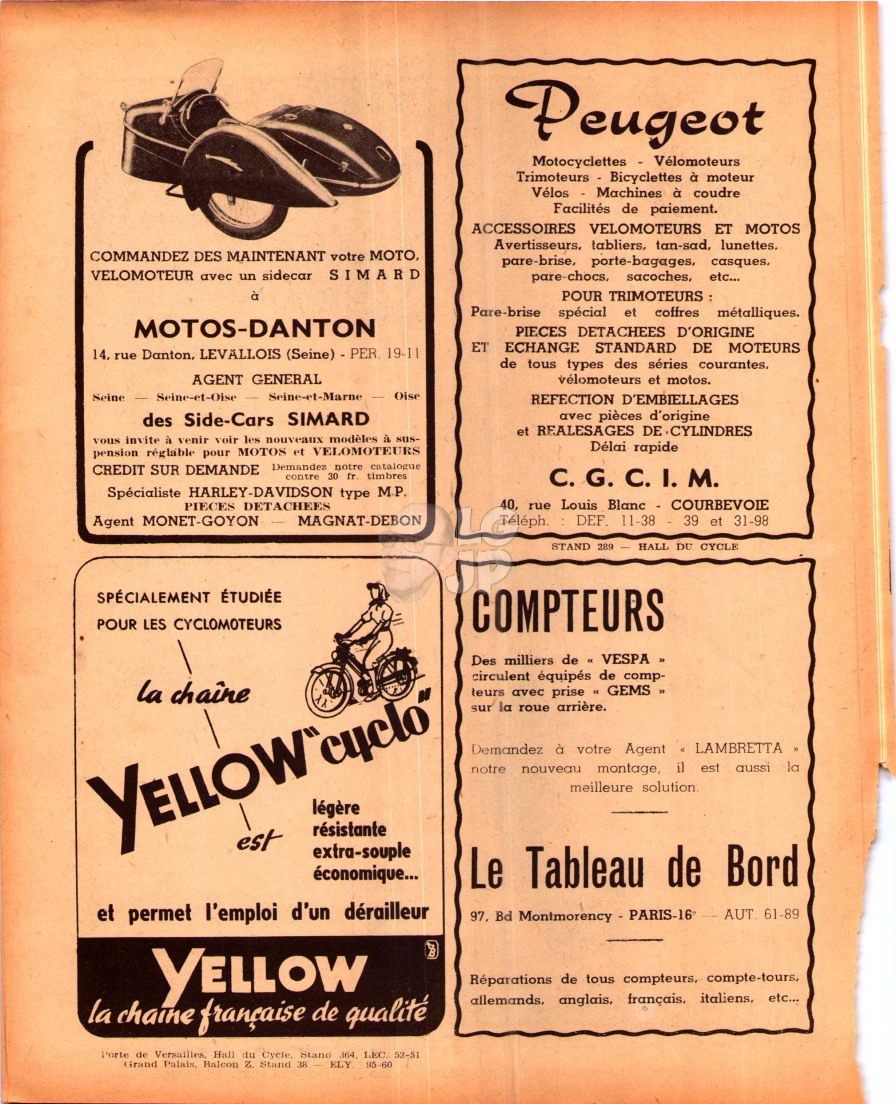 COMMANDEZ DES MAINTENANT votre MOTO,
VELOMOTEUR avec un sidecar SIMARD
à
MOTOS-DANTON
14, rue Danton, LEVALLOIS (Seine) - PER. 19-11
AGENT GENERAL
Seine — Seine-et-Oise — Seine-et-Marne — Oise
des Side-Cars SIMARD
vous invite à venir voir les nouveaux modèles à sus-
pension réglable pour MOTOS et VELOMOTEURS
CREDIT SUR DEMANDE Demandez notre catalogue
contre 30 fr. timbres
Spécialiste HARLEY-DAVIDSON type M.P.
PIECES DETACHEES
Agent MONET-GOYON — MAGNAT-DEBON
Peugeot
Motocyclettes - Vélomoteurs
Trimoteurs - Bicyclettes à moteur
Vélos - Machines à coudre
Facilités de paiement.
ACCESSOIRES VELOMOTEURS ET MOTOS
Avertisseurs, tabliers, tan-sad, lunettes,
pare-brise, porte-bagages, casques,
pare-chocs, sacoches, etc...
POUR TRIMOTEURS :
Pare-brise spécial et coffres métalliques.
PIECES DETACHEES D'ORIGINE
ET ECHANGE STANDARD DE MOTEURS
de tous types des séries courantes,
vélomoteurs et motos.
REFECTION D'EMBIELLAGES
avec pièces d'origine
et REALESAGES DE CYLINDRES
Délai rapide
C. G. C. I. M.
40, rue Louis Blanc - COURBEVOIE
Téléph. : DEF. 11-38 - 39 et 31-98
STAND 289 — HALL DU CYCLE
LG
JP
SPÉCIALEMENT ÉTUDIÉE
POUR LES CYCLOMOTEURS
la chaîne
YELLOW "cyclo"
est
légère
résistante
extra-souple
économique...
et permet l'emploi d'un dérailleur
YELLOW
la chaîne française de qualité
Porte de Versailles, Hall du Cycle, Stand 364, LEC. 52-51
Grand Palais, Balcon Z, Stand 38 — ELY. 95-60
COMPTEURS
Des milliers de « VESPA »
circulent équipés de comp-
teurs avec prise « GEMS »
sur la roue arrière.
Demandez à votre Agent « LAMBRETTA »
notre nouveau montage, il est aussi la
meilleure solution.
Le Tableau de Bord
97, Bd Montmorency - PARIS-16e — AUT. 61-89
Réparations de tous compteurs, compte-tours,
allemands, anglais, français, italiens, etc...